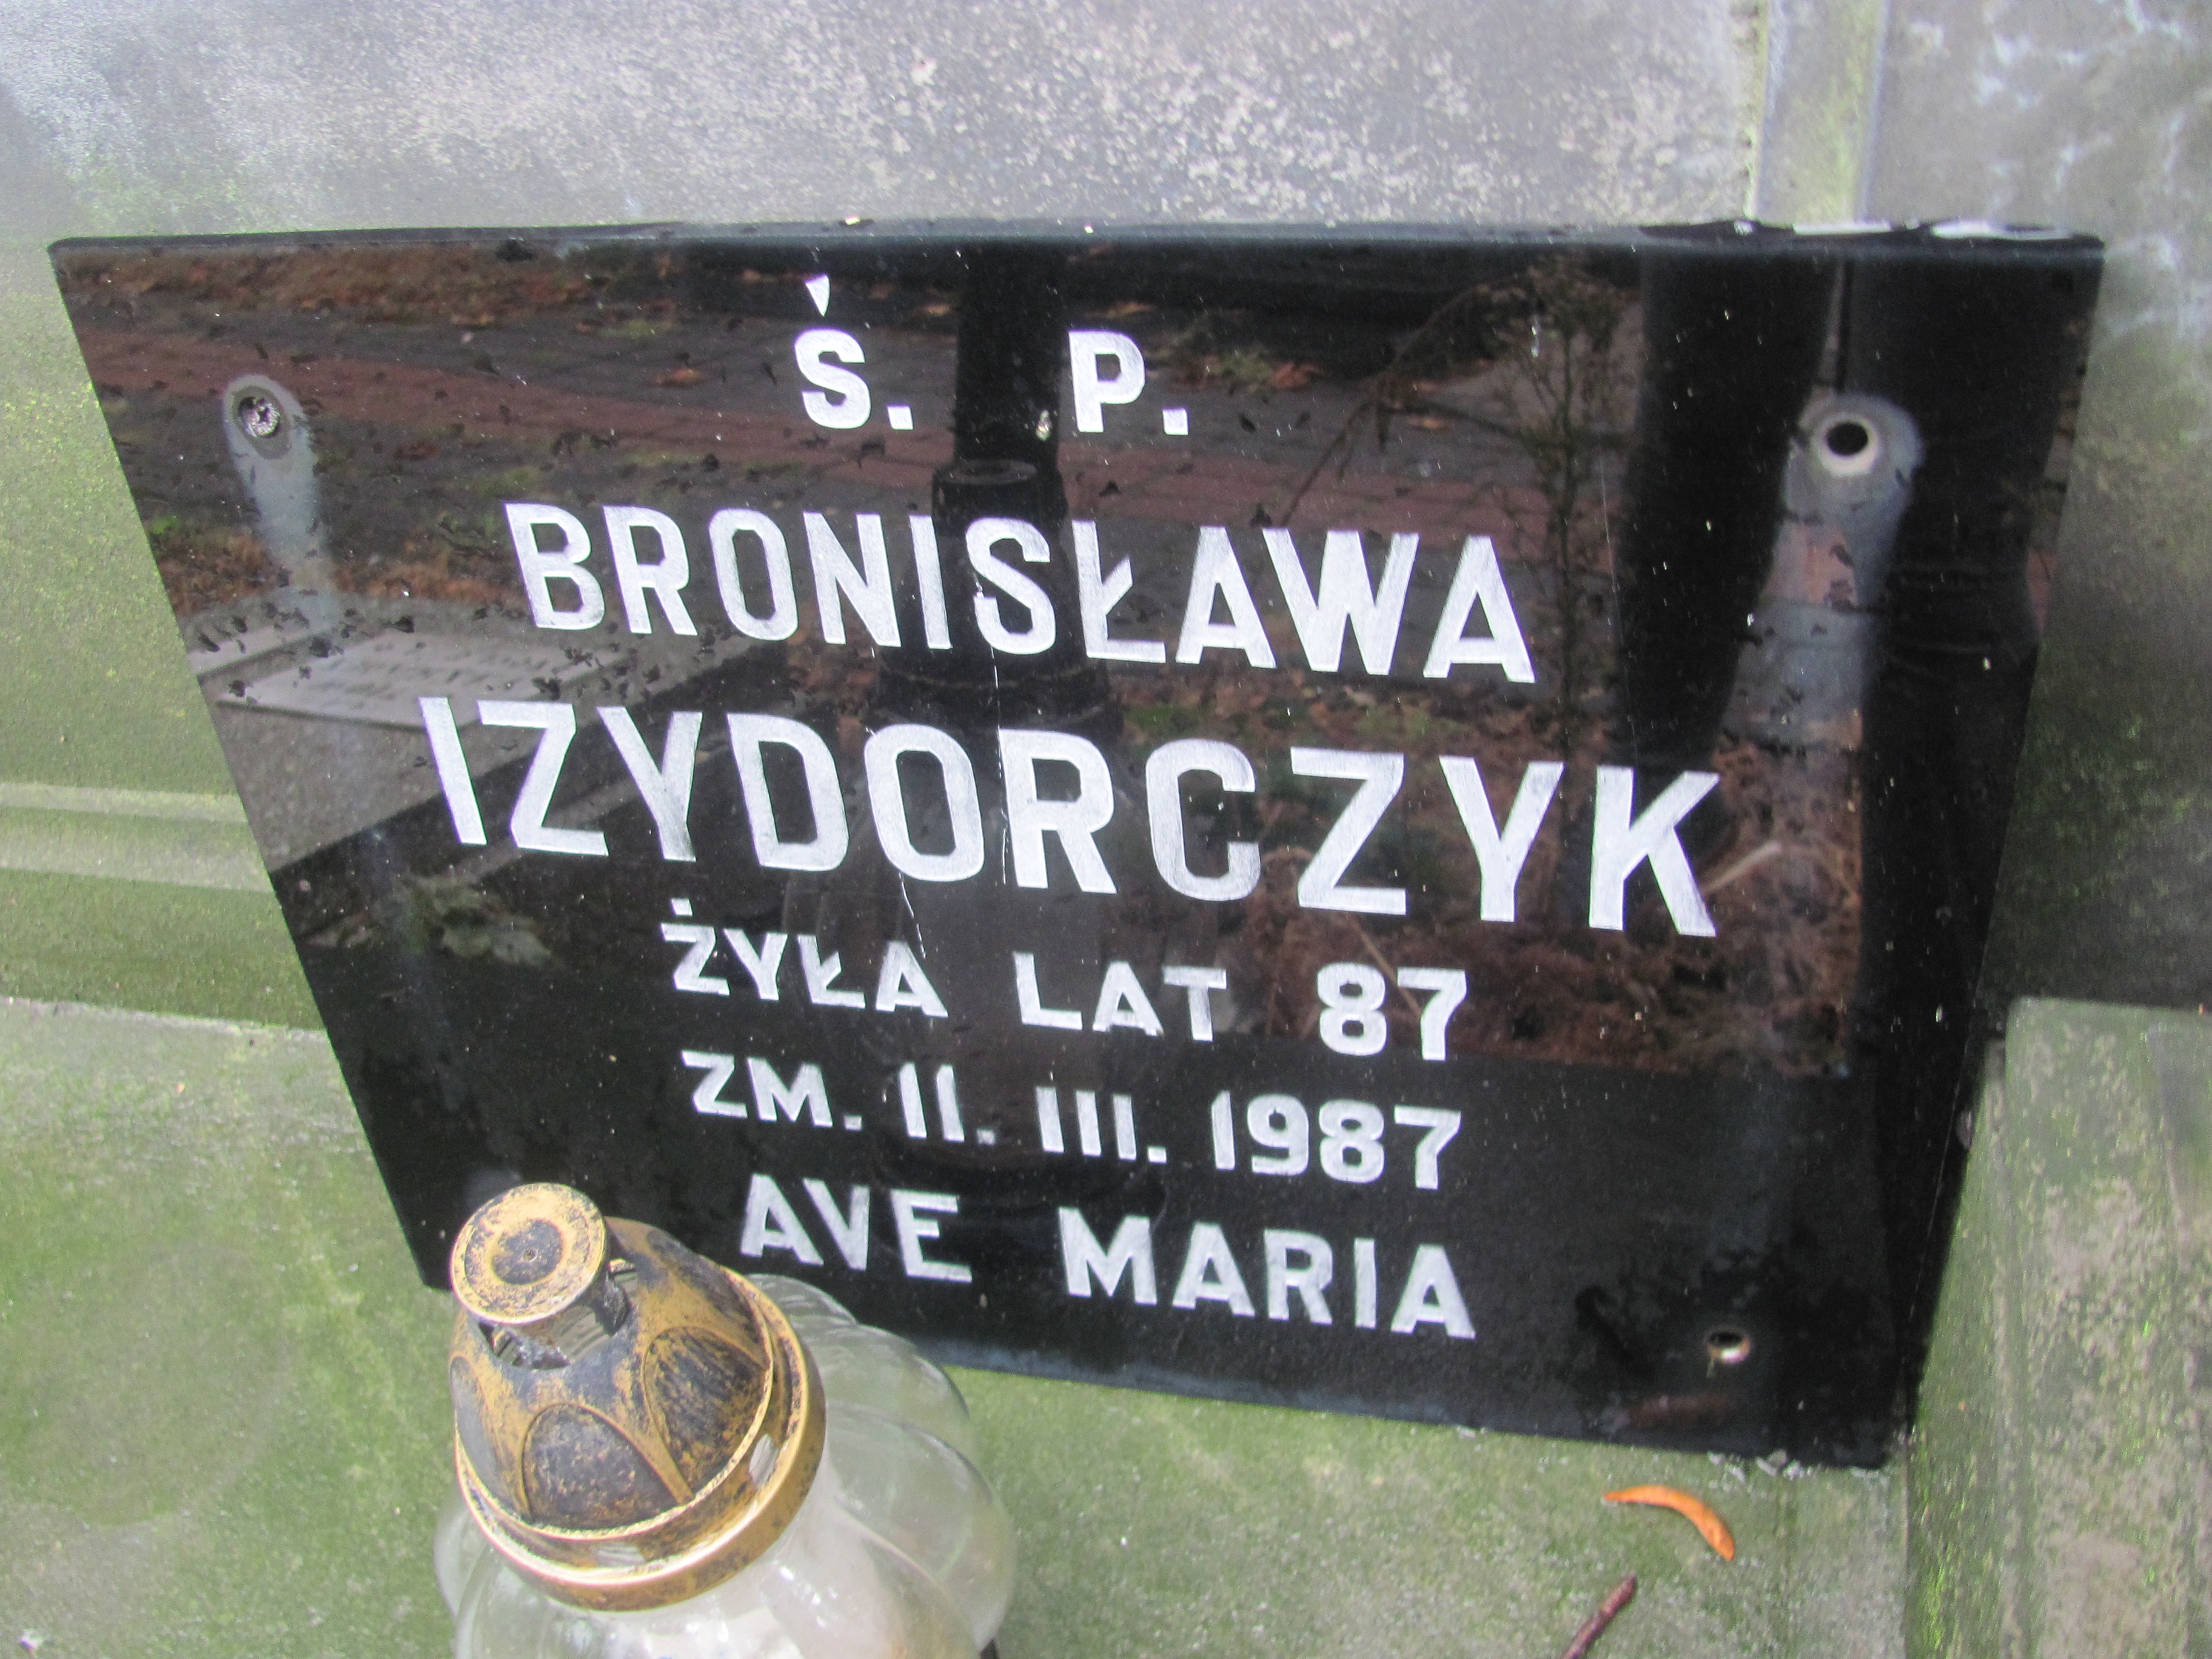 Ś. P.
BRONISŁAWA
IZYDORCZYK
ŻYŁA LAT 87
ZM. 11. III. 1987
AVE MARIA